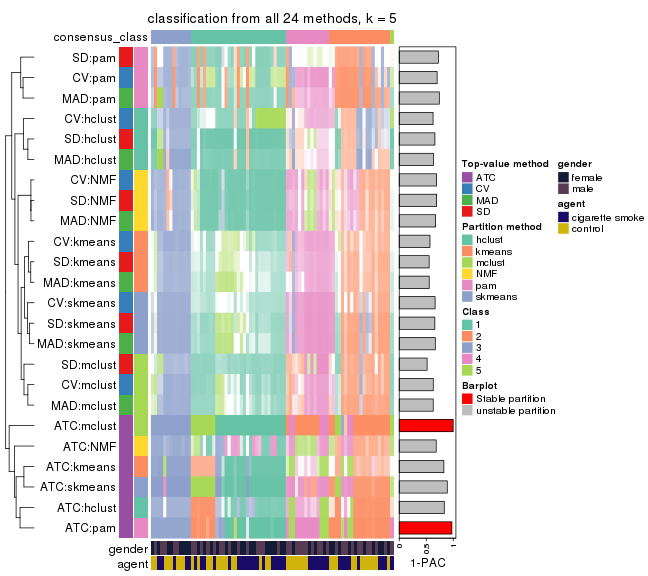 classification from all 24 methods, k = 5
consensus_class
SD:pam
CV:pam
MAD:pam
CV:hclust
SD:hclust
MAD:hclust
CV:NMF
SD:NMF
MAD:NMF
CV:kmeans
SD:kmeans
MAD:kmeans
CV:skmeans
SD:skmeans
MAD:skmeans
SD:mclust
CV:mclust
MAD:mclust
ATC:mclust
ATC:NMF
ATC:kmeans
ATC:skmeans
ATC:hclust
ATC:pam
gender
agent
0
0.5
1
1-PAC
Top-value method
ATC
CV
MAD
SD
Partition method
hclust
kmeans
mclust
NMF
pam
skmeans
Class
1
2
3
4
5
Barplot
Stable partition
unstable partition
gender
female
male
agent
cigarette smoke
control